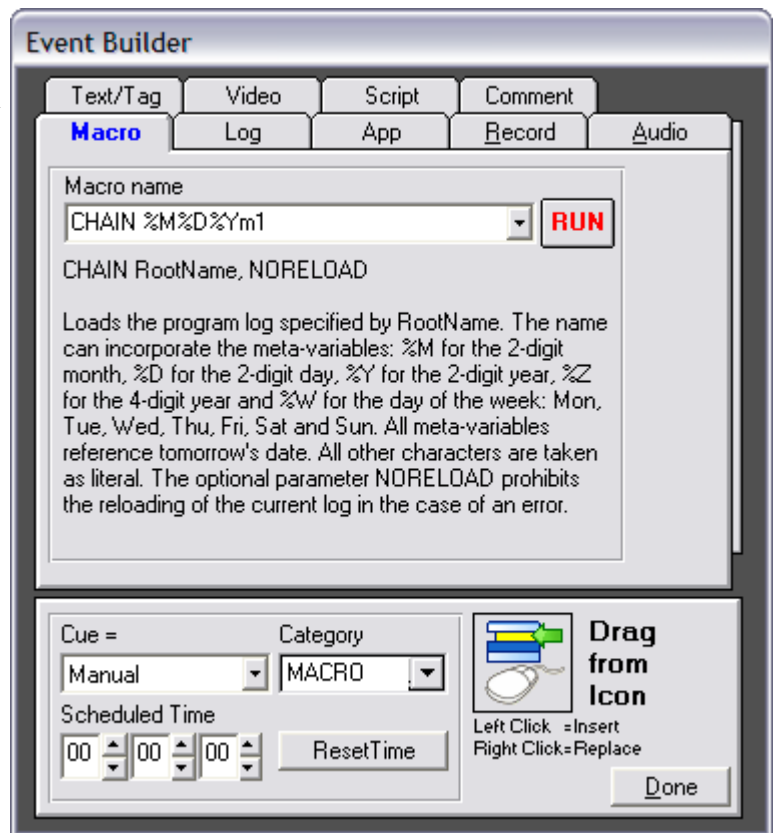 Event Builder
Text/Tag Video Script Comment
Macro Log App Record Audio
Macro name
CHAIN %M%D%Ym1 RUN
CHAIN RootName, NORELOAD
Loads the program log specified by RootName. The name
can incorporate the meta-variables: %M for the 2-digit
month, %D for the 2-digit day, %Y for the 2-digit year, %Z
for the 4-digit year and %W for the day of the week: Mon,
Tue, Wed, Thu, Fri, Sat and Sun. All meta-variables
reference tomorrow's date. All other characters are taken
as literal. The optional parameter NORELOAD prohibits
the reloading of the current log in the case of an error.
Cue = Category
Manual MACRO
Scheduled Time
00 00 00 ResetTime
Drag
from
Icon
Left Click =Insert
Right Click=Replace
Done